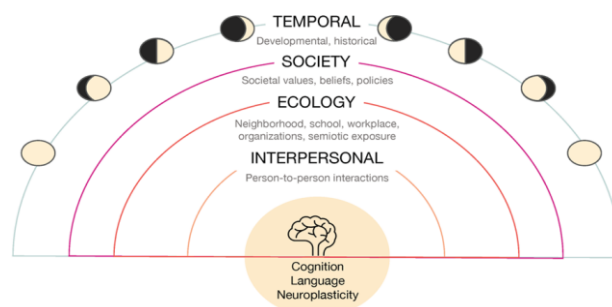 TEMPORAL
Developmental, historical
SOCIETY
Societal values, beliefs, policies
ECOLOGY
Neighborhood, school, workplace,
organizations, semiotic exposure
INTERPERSONAL
Person-to-person interactions
Cognition
Language
Neuroplasticity